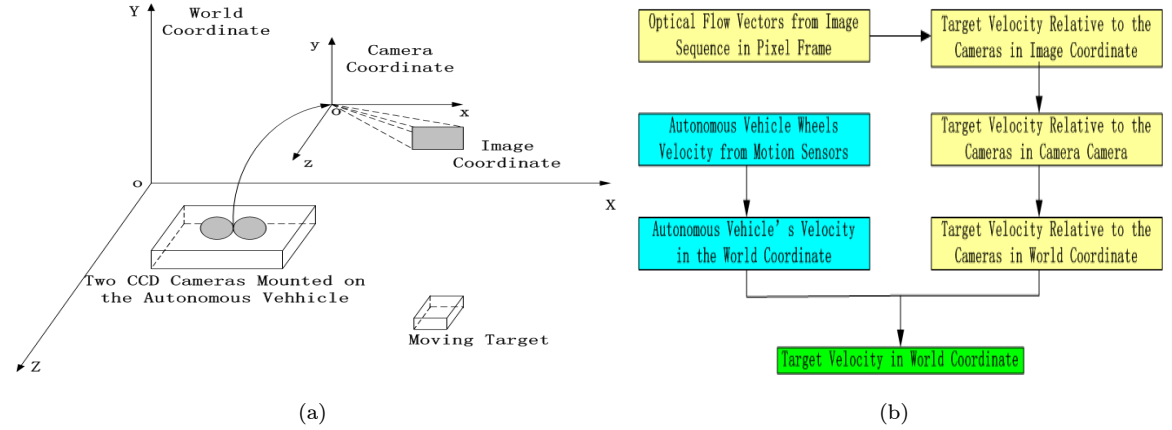 Y
World
Coordinate
y
Camera
Coordinate
o
x
z
Image
Coordinate
o
X
Two CCD Cameras Mounted on
the Autonomous Vehhicle
Moving Target
Z
(a)
Optical Flow Vectors from Image
Sequence in Pixel Frame
Target Velocity Relative to the
Cameras in Image Coordinate
Autonomous Vehicle Wheels
Velocity from Motion Sensors
Target Velocity Relative to the
Cameras in Camera Camera
Autonomous Vehicle's Velocity
in the World Coordinate
Target Velocity Relative to the
Cameras in World Coordinate
Target Velocity in World Coordinate
(b)